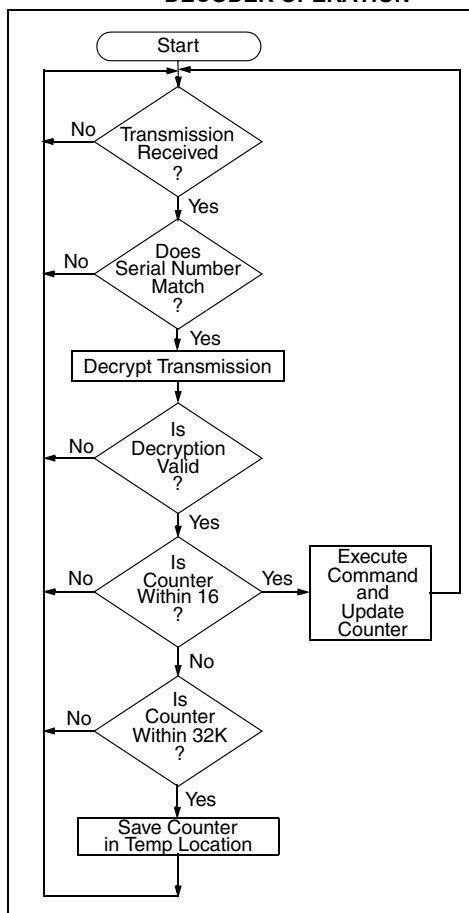 DECODER OPERATION
Start
No
Transmission
Received
?
Yes
No
Does
Serial Number
Match
?
Yes
Decrypt Transmission
No
Is
Decryption
Valid
?
Yes
No
Is
Counter
Within 16
?
Yes
Execute
Command
and
Update
Counter
No
No
Is
Counter
Within 32K
?
Yes
Save Counter
in Temp Location